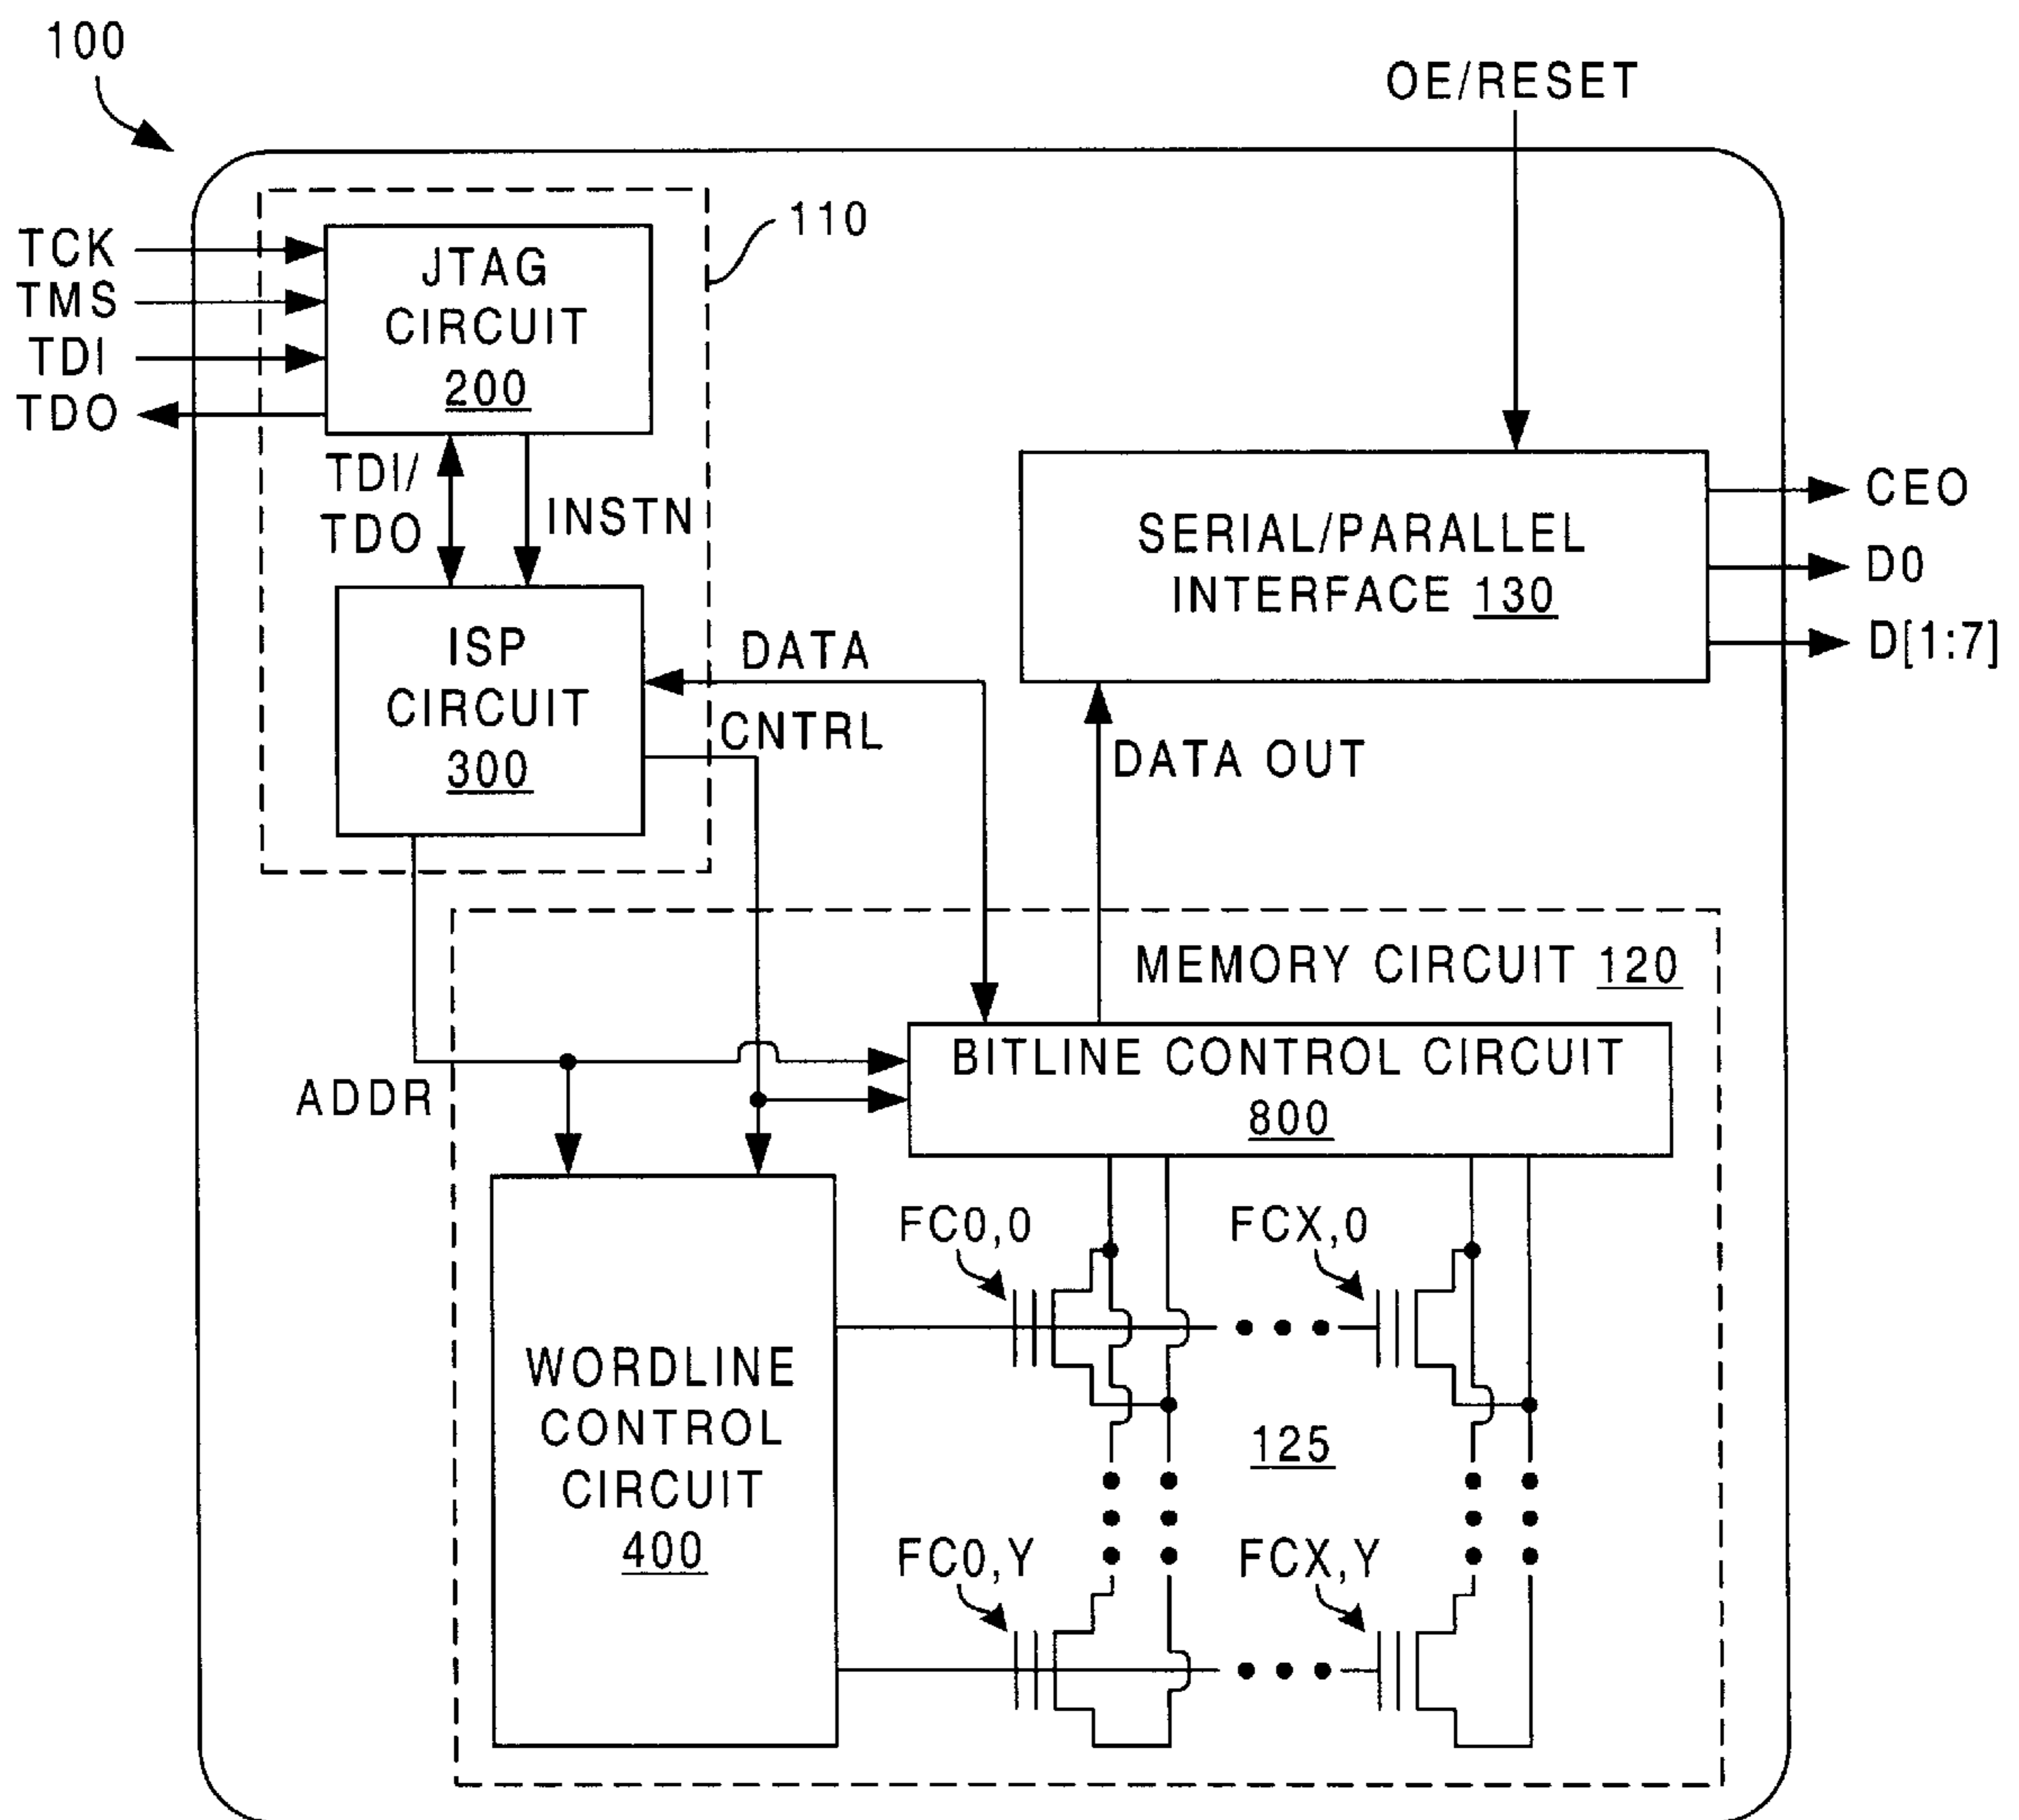 100
OE/RESET
110
TCK
TMS
TDI
TDO
JTAG
CIRCUIT
200
TDI/
TDO
INSTN
CEO
D0
D[1:7]
SERIAL/PARALLEL
INTERFACE 130
ISP
CIRCUIT
300
DATA
CNTRL
DATA OUT
MEMORY CIRCUIT 120
ADDR
BITLINE CONTROL CIRCUIT
800
FC0,0
FCX,0
WORDLINE
CONTROL
CIRCUIT
400
125
FC0,Y
FCX,Y